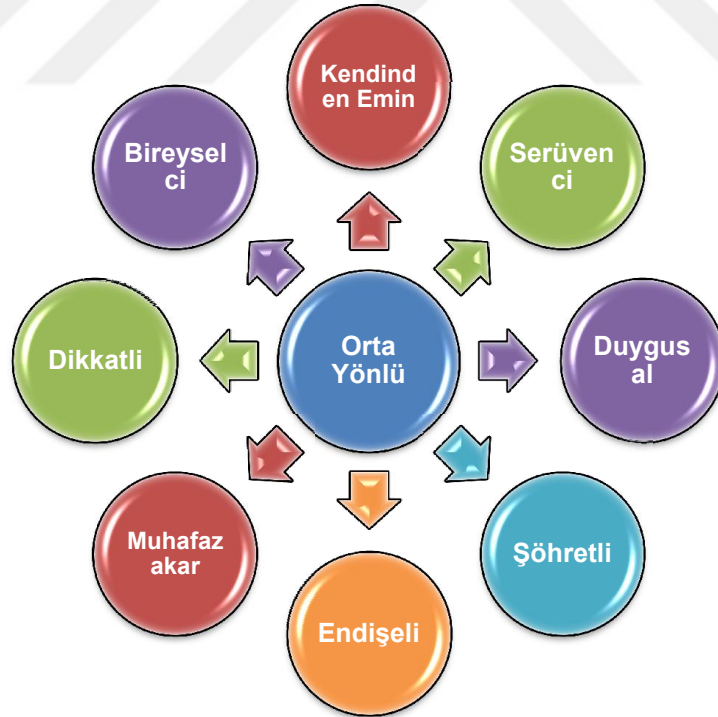 Kendind
en Emin
Serüven
ci
Duygus
al
Şöhretli
Endişeli
Muhafaz
akar
Dikkatli
Bireysel
ci
Orta
Yönlü